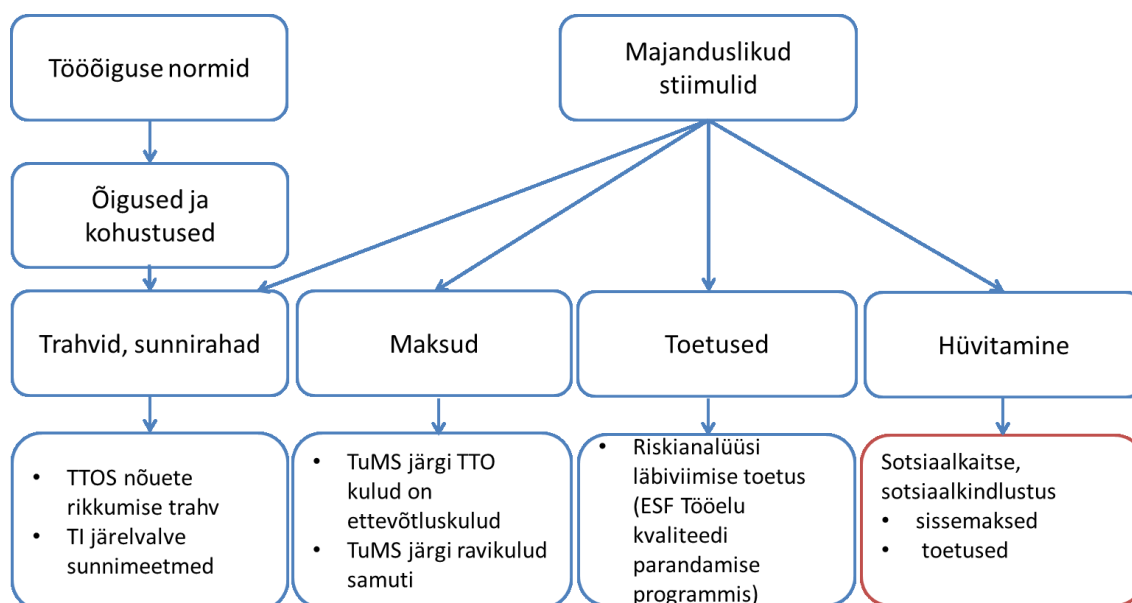 Tööõiguse normid
Majanduslikud
stiimulid
Õigused ja
kohustused
Trahvid, sunnirahad
Maksud
Toetused
Hüvitamine
• TTOS nõuete
rikkumise trahv
• TI järelvalve
sunnimeetmed
• TuMS järgi TTO
kulud on
ettevõtluskulud
• TuMS järgi ravikulud
samuti
• Riskianalüüsi
läbiviimise toetus
(ESF Tööelu
kvaliteedi
parandamise
programmis)
Sotsiaalkaitse,
sotsiaalkindlustus
• sissemaksed
• toetused